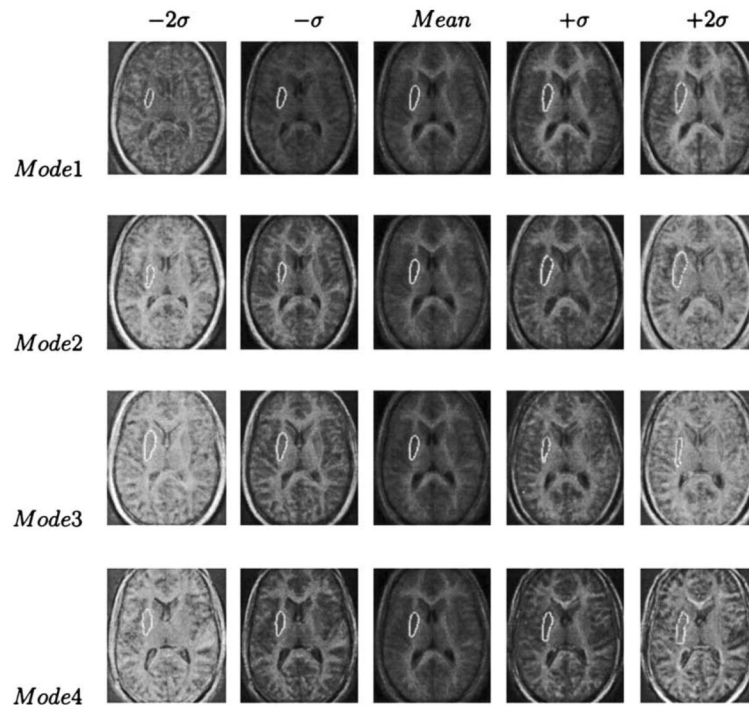 −2σ −σ Mean +σ +2σ
Mode1
Mode2
Mode3
Mode4